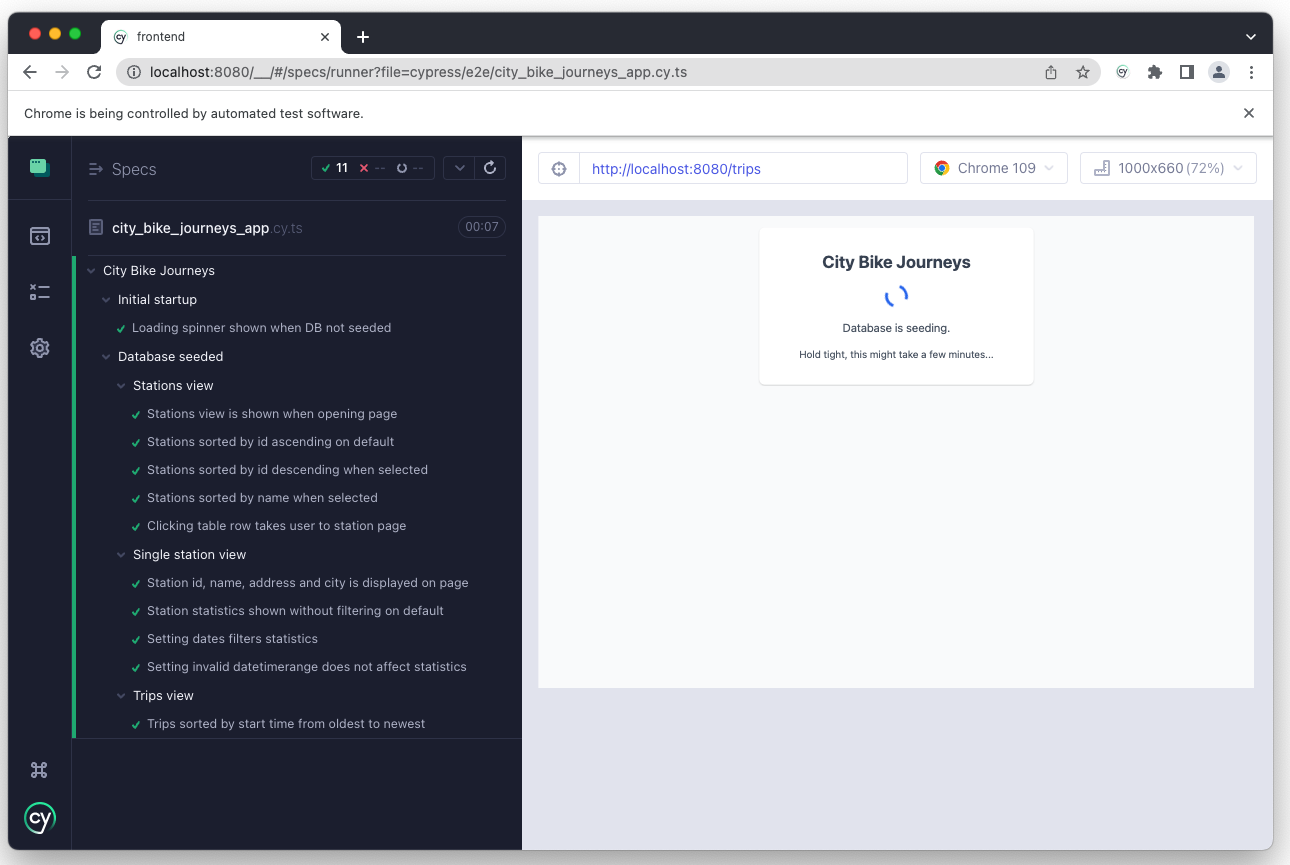 frontend
localhost:8080/__/#/specs/runner?file=cypress/e2e/city_bike_journeys_app.cy.ts
Chrome is being controlled by automated test software.
Specs
11 -- --
city_bike_journeys_app.cy.ts 00:07
City Bike Journeys
Initial startup
Loading spinner shown when DB not seeded
Database seeded
Stations view
Stations view is shown when opening page
Stations sorted by id ascending on default
Stations sorted by id descending when selected
Stations sorted by name when selected
Clicking table row takes user to station page
Single station view
Station id, name, address and city is displayed on page
Station statistics shown without filtering on default
Setting dates filters statistics
Setting invalid datetimerange does not affect statistics
Trips view
Trips sorted by start time from oldest to newest
cy
http://localhost:8080/trips
Chrome 109
1000x660 (72%)
City Bike Journeys
Database is seeding.
Hold tight, this might take a few minutes...